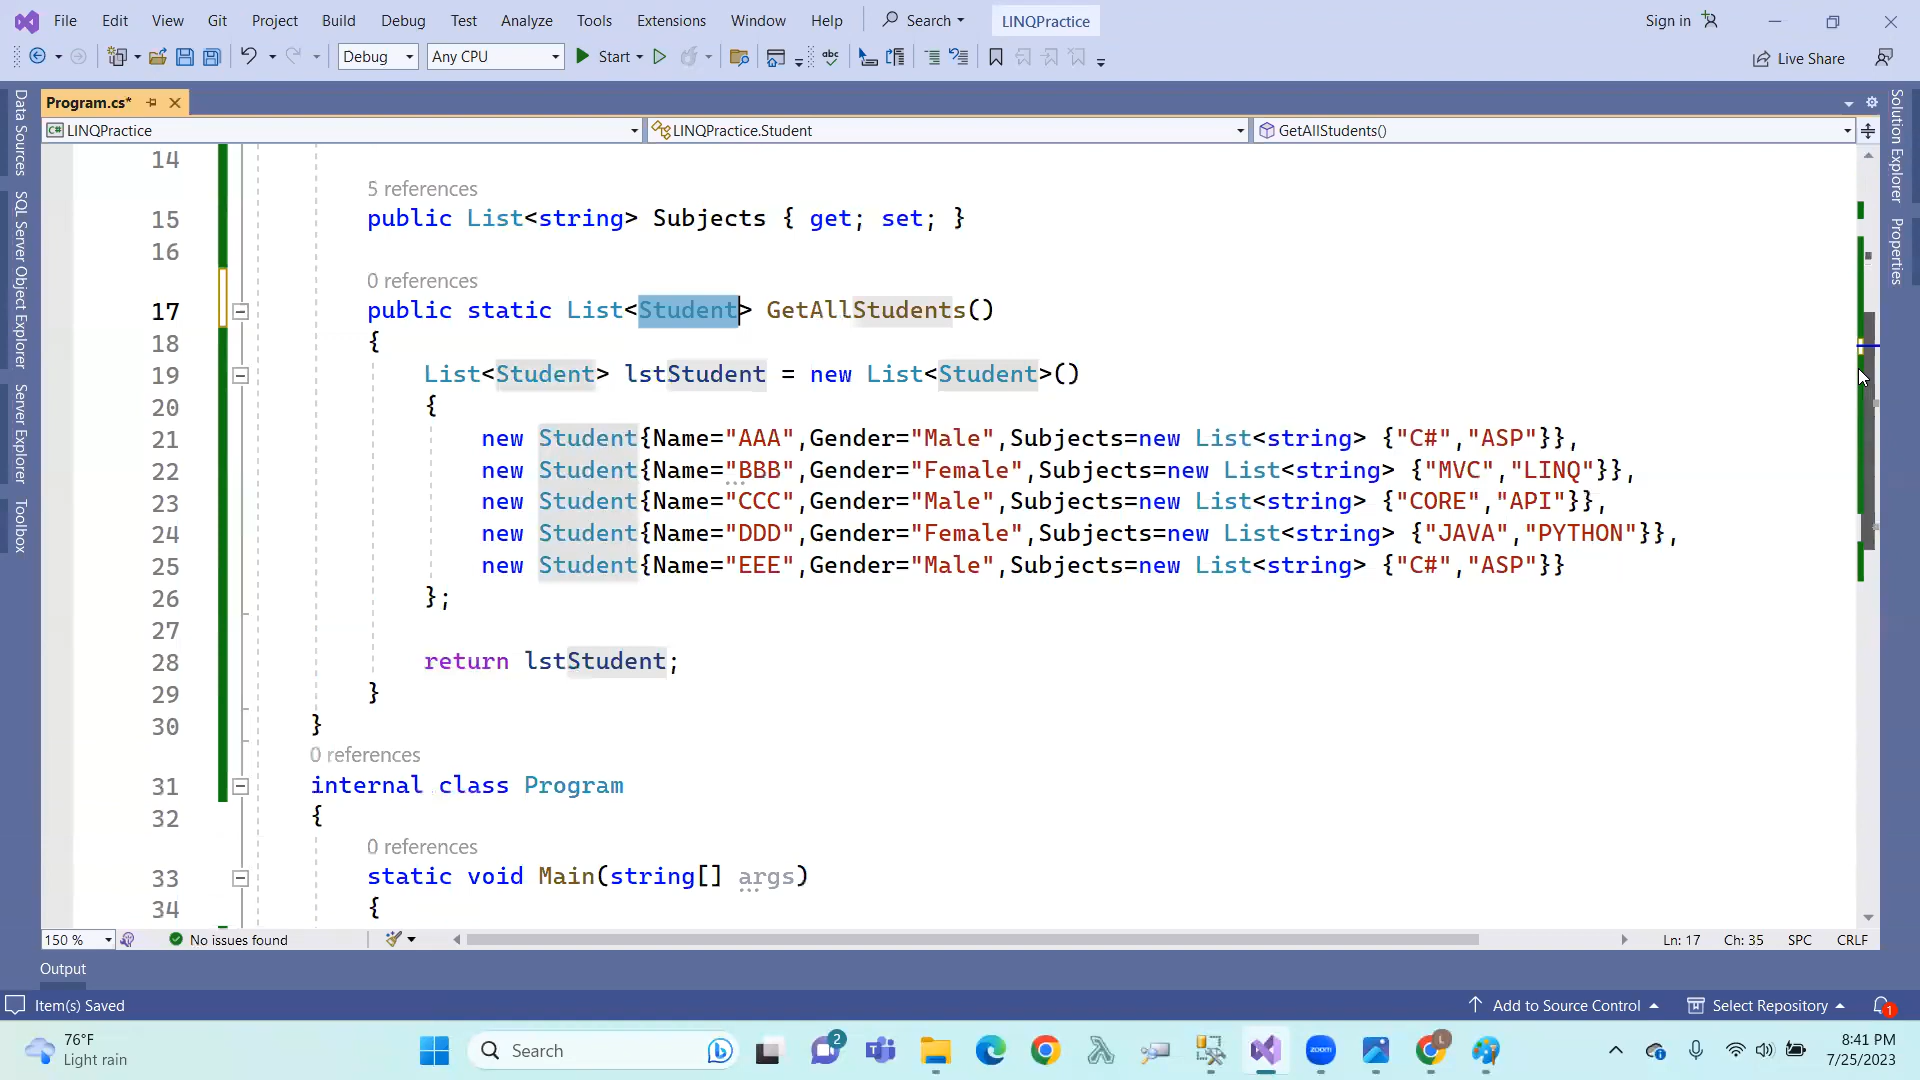 File Edit View Git Project Build Debug Test Analyze Tools Extensions Window Help Search LINQPractice Sign in
Debug Any CPU Start Live Share
Program.cs*
LINQPractice LINQPractice.Student GetAllStudents()
Data Sources
SQL Server Object Explorer
Server Explorer
Toolbox
Solution Explorer
Properties
14
5 references
15 public List<string> Subjects { get; set; }
16
0 references
17 public static List<Student> GetAllStudents()
18 {
19 List<Student> lstStudent = new List<Student>()
20 {
21 new Student{Name="AAA",Gender="Male",Subjects=new List<string> {"C#","ASP"}},
22 new Student{Name="BBB",Gender="Female",Subjects=new List<string> {"MVC","LINQ"}},
23 new Student{Name="CCC",Gender="Male",Subjects=new List<string> {"CORE","API"}},
24 new Student{Name="DDD",Gender="Female",Subjects=new List<string> {"JAVA","PYTHON"}},
25 new Student{Name="EEE",Gender="Male",Subjects=new List<string> {"C#","ASP"}}
26 };
27
28 return lstStudent;
29 }
30 }
0 references
31 internal class Program
32 {
0 references
33 static void Main(string[] args)
34 {
150 % No issues found Ln: 17 Ch: 35 SPC CRLF
Output
Item(s) Saved Add to Source Control Select Repository 1
76°F
Light rain
Search
2
zoom
L
8:41 PM
7/25/2023